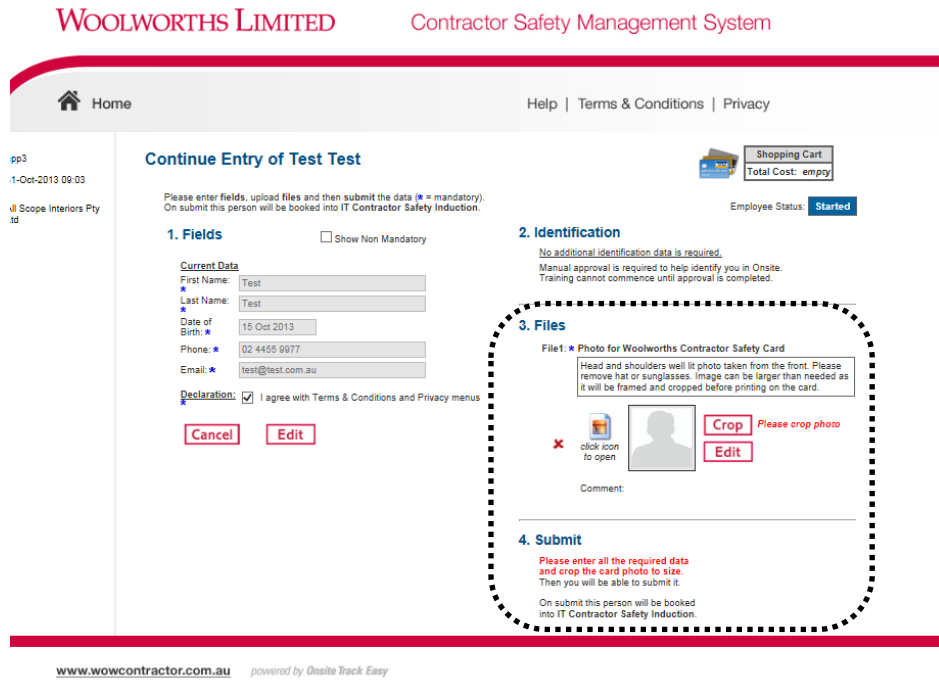 WOOLWORTHS LIMITED Contractor Safety Management System
Home Help | Terms & Conditions | Privacy
pp3
1-Oct-2013 09:03
ll Scope Interiors Pty
td
Continue Entry of Test Test
Shopping Cart
Total Cost: empty
Please enter fields, upload files and then submit the data (* = mandatory).
On submit this person will be booked into IT Contractor Safety Induction.
Employee Status: Started
1. Fields
Show Non Mandatory
Current Data
First Name: * Test
Last Name: * Test
Date of
Birth: * 15 Oct 2013
Phone: * 02 4455 9977
Email: * test@test.com.au
Declaration: * I agree with Terms & Conditions and Privacy menus
Cancel Edit
2. Identification
No additional identification data is required.
Manual approval is required to help identify you in Onsite.
Training cannot commence until approval is completed.
3. Files
File1: * Photo for Woolworths Contractor Safety Card
Head and shoulders well lit photo taken from the front. Please
remove hat or sunglasses. Image can be larger than needed as
it will be framed and cropped before printing on the card.
click icon
to open
Crop Please crop photo
Edit
Comment:
4. Submit
Please enter all the required data
and crop the card photo to size.
Then you will be able to submit it.
On submit this person will be booked
into IT Contractor Safety Induction.
www.wowcontractor.com.au powered by Onsite Track Easy